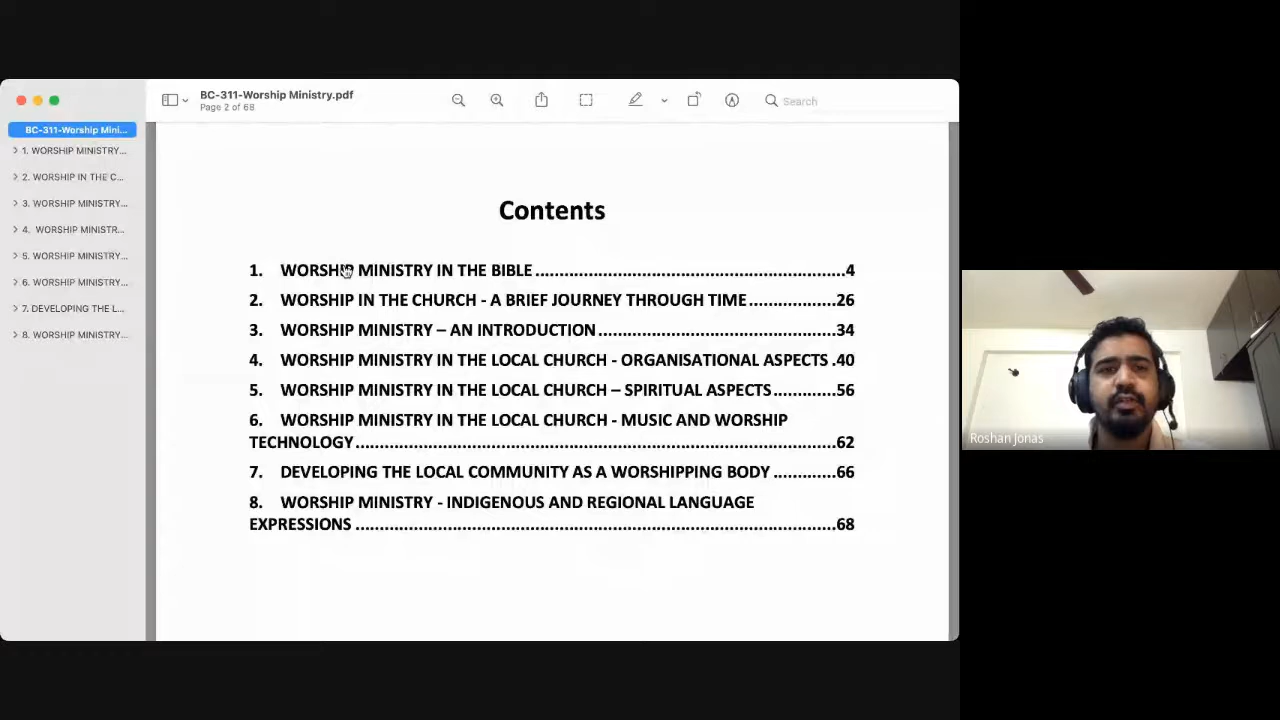 BC-311-Worship Ministry.pdf
Page 2 of 68
Search
BC-311-Worship Mini...
1. WORSHIP MINISTRY...
2. WORSHIP IN THE C...
3. WORSHIP MINISTRY...
4. WORSHIP MINISTR...
5. WORSHIP MINISTRY...
6. WORSHIP MINISTRY...
7. DEVELOPING THE L...
8. WORSHIP MINISTRY...
Contents
1. WORSHIP MINISTRY IN THE BIBLE ................................................................4
2. WORSHIP IN THE CHURCH - A BRIEF JOURNEY THROUGH TIME..................26
3. WORSHIP MINISTRY – AN INTRODUCTION.................................................34
4. WORSHIP MINISTRY IN THE LOCAL CHURCH - ORGANISATIONAL ASPECTS .40
5. WORSHIP MINISTRY IN THE LOCAL CHURCH – SPIRITUAL ASPECTS.............56
6. WORSHIP MINISTRY IN THE LOCAL CHURCH - MUSIC AND WORSHIP
TECHNOLOGY...................................................................................................62
7. DEVELOPING THE LOCAL COMMUNITY AS A WORSHIPPING BODY .............66
8. WORSHIP MINISTRY - INDIGENOUS AND REGIONAL LANGUAGE
EXPRESSIONS ...................................................................................................68
Roshan Jonas